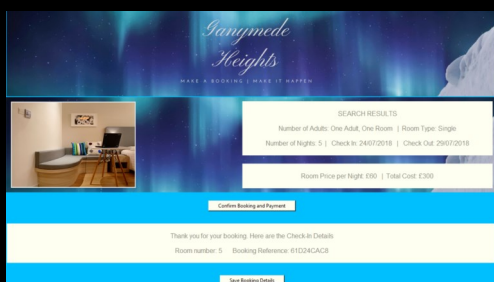 Ganymede
Heights
MAKE A BOOKING | MAKE IT HAPPEN
SEARCH RESULTS
Number of Adults: One Adult, One Room | Room Type: Single
Number of Nights: 5 | Check In: 24/07/2018 | Check Out: 29/07/2018
Room Price per Night: £60 | Total Cost: £300
Confirm Booking and Payment
Thank you for your booking. Here are the Check-In Details
Room number: 5 Booking Reference: 61D24CAC8
Save Booking Details